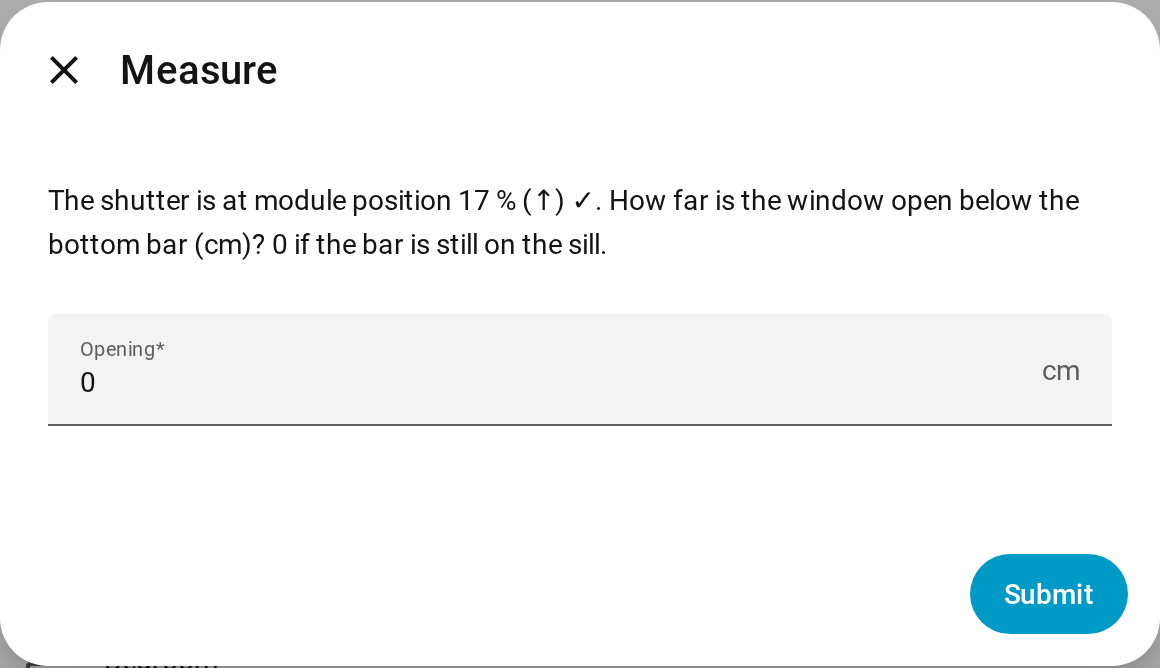 Measure
The shutter is at module position 17 % (↑) ✓. How far is the window open below the
bottom bar (cm)? 0 if the bar is still on the sill.
Opening*
0
cm
Submit